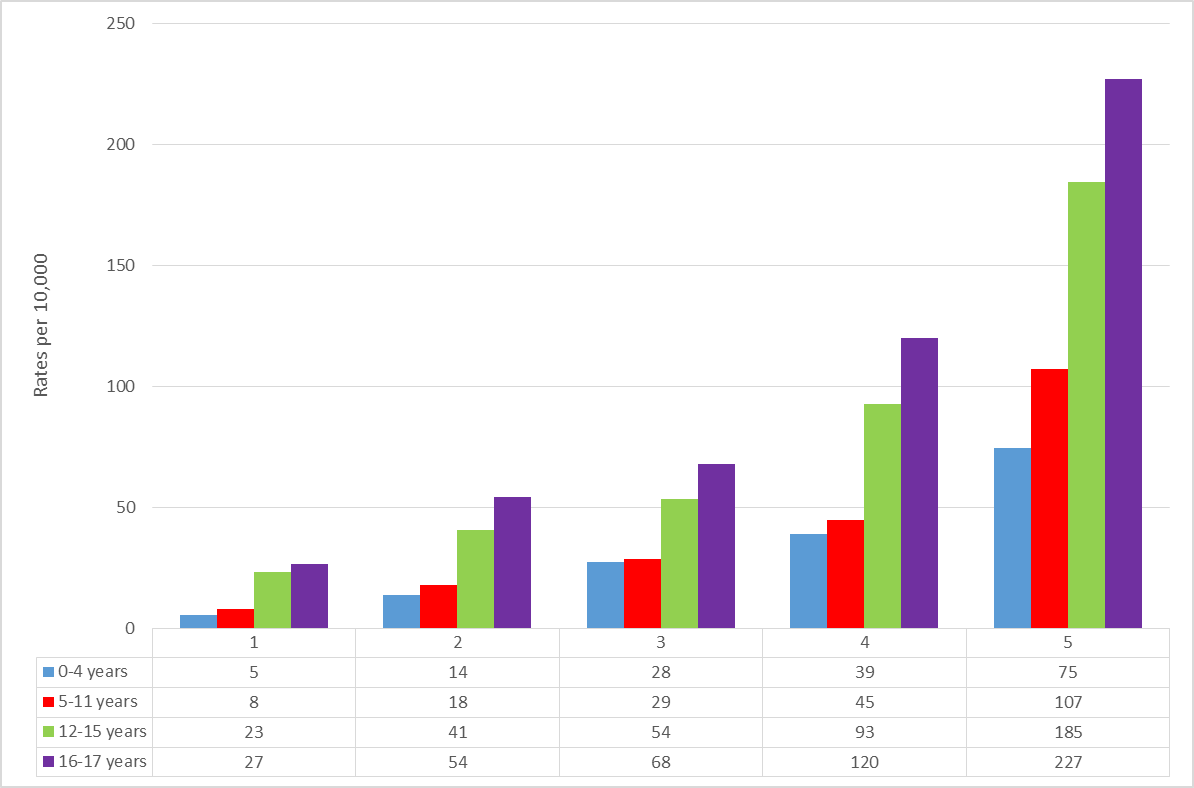 250
200
150
100
50
0
Rates per 10,000
1 2 3 4 5
0-4 years 5 14 28 39 75
5-11 years 8 18 29 45 107
12-15 years 23 41 54 93 185
16-17 years 27 54 68 120 227